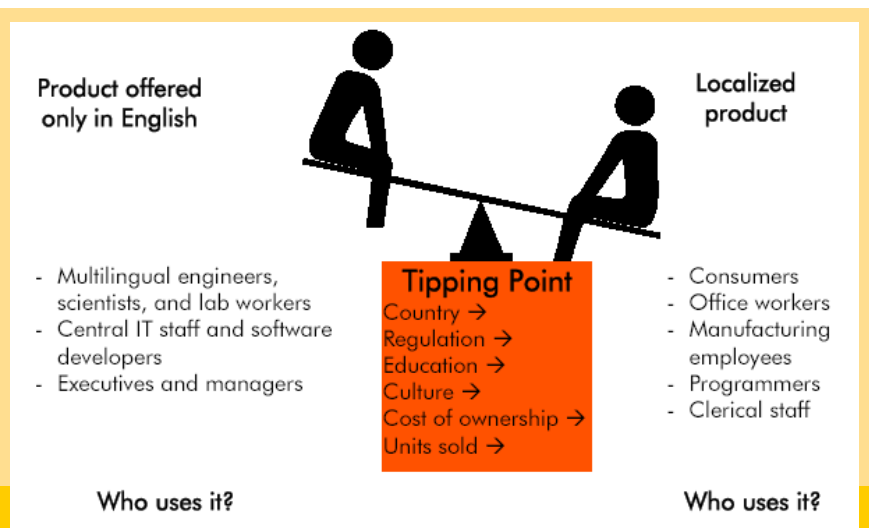 Product offered
only in English
Localized
product
- Multilingual engineers,
scientists, and lab workers
- Central IT staff and software
developers
- Executives and managers
Tipping Point
Country →
Regulation →
Education →
Culture →
Cost of ownership →
Units sold →
- Consumers
- Office workers
- Manufacturing
employees
- Programmers
- Clerical staff
Who uses it?
Who uses it?